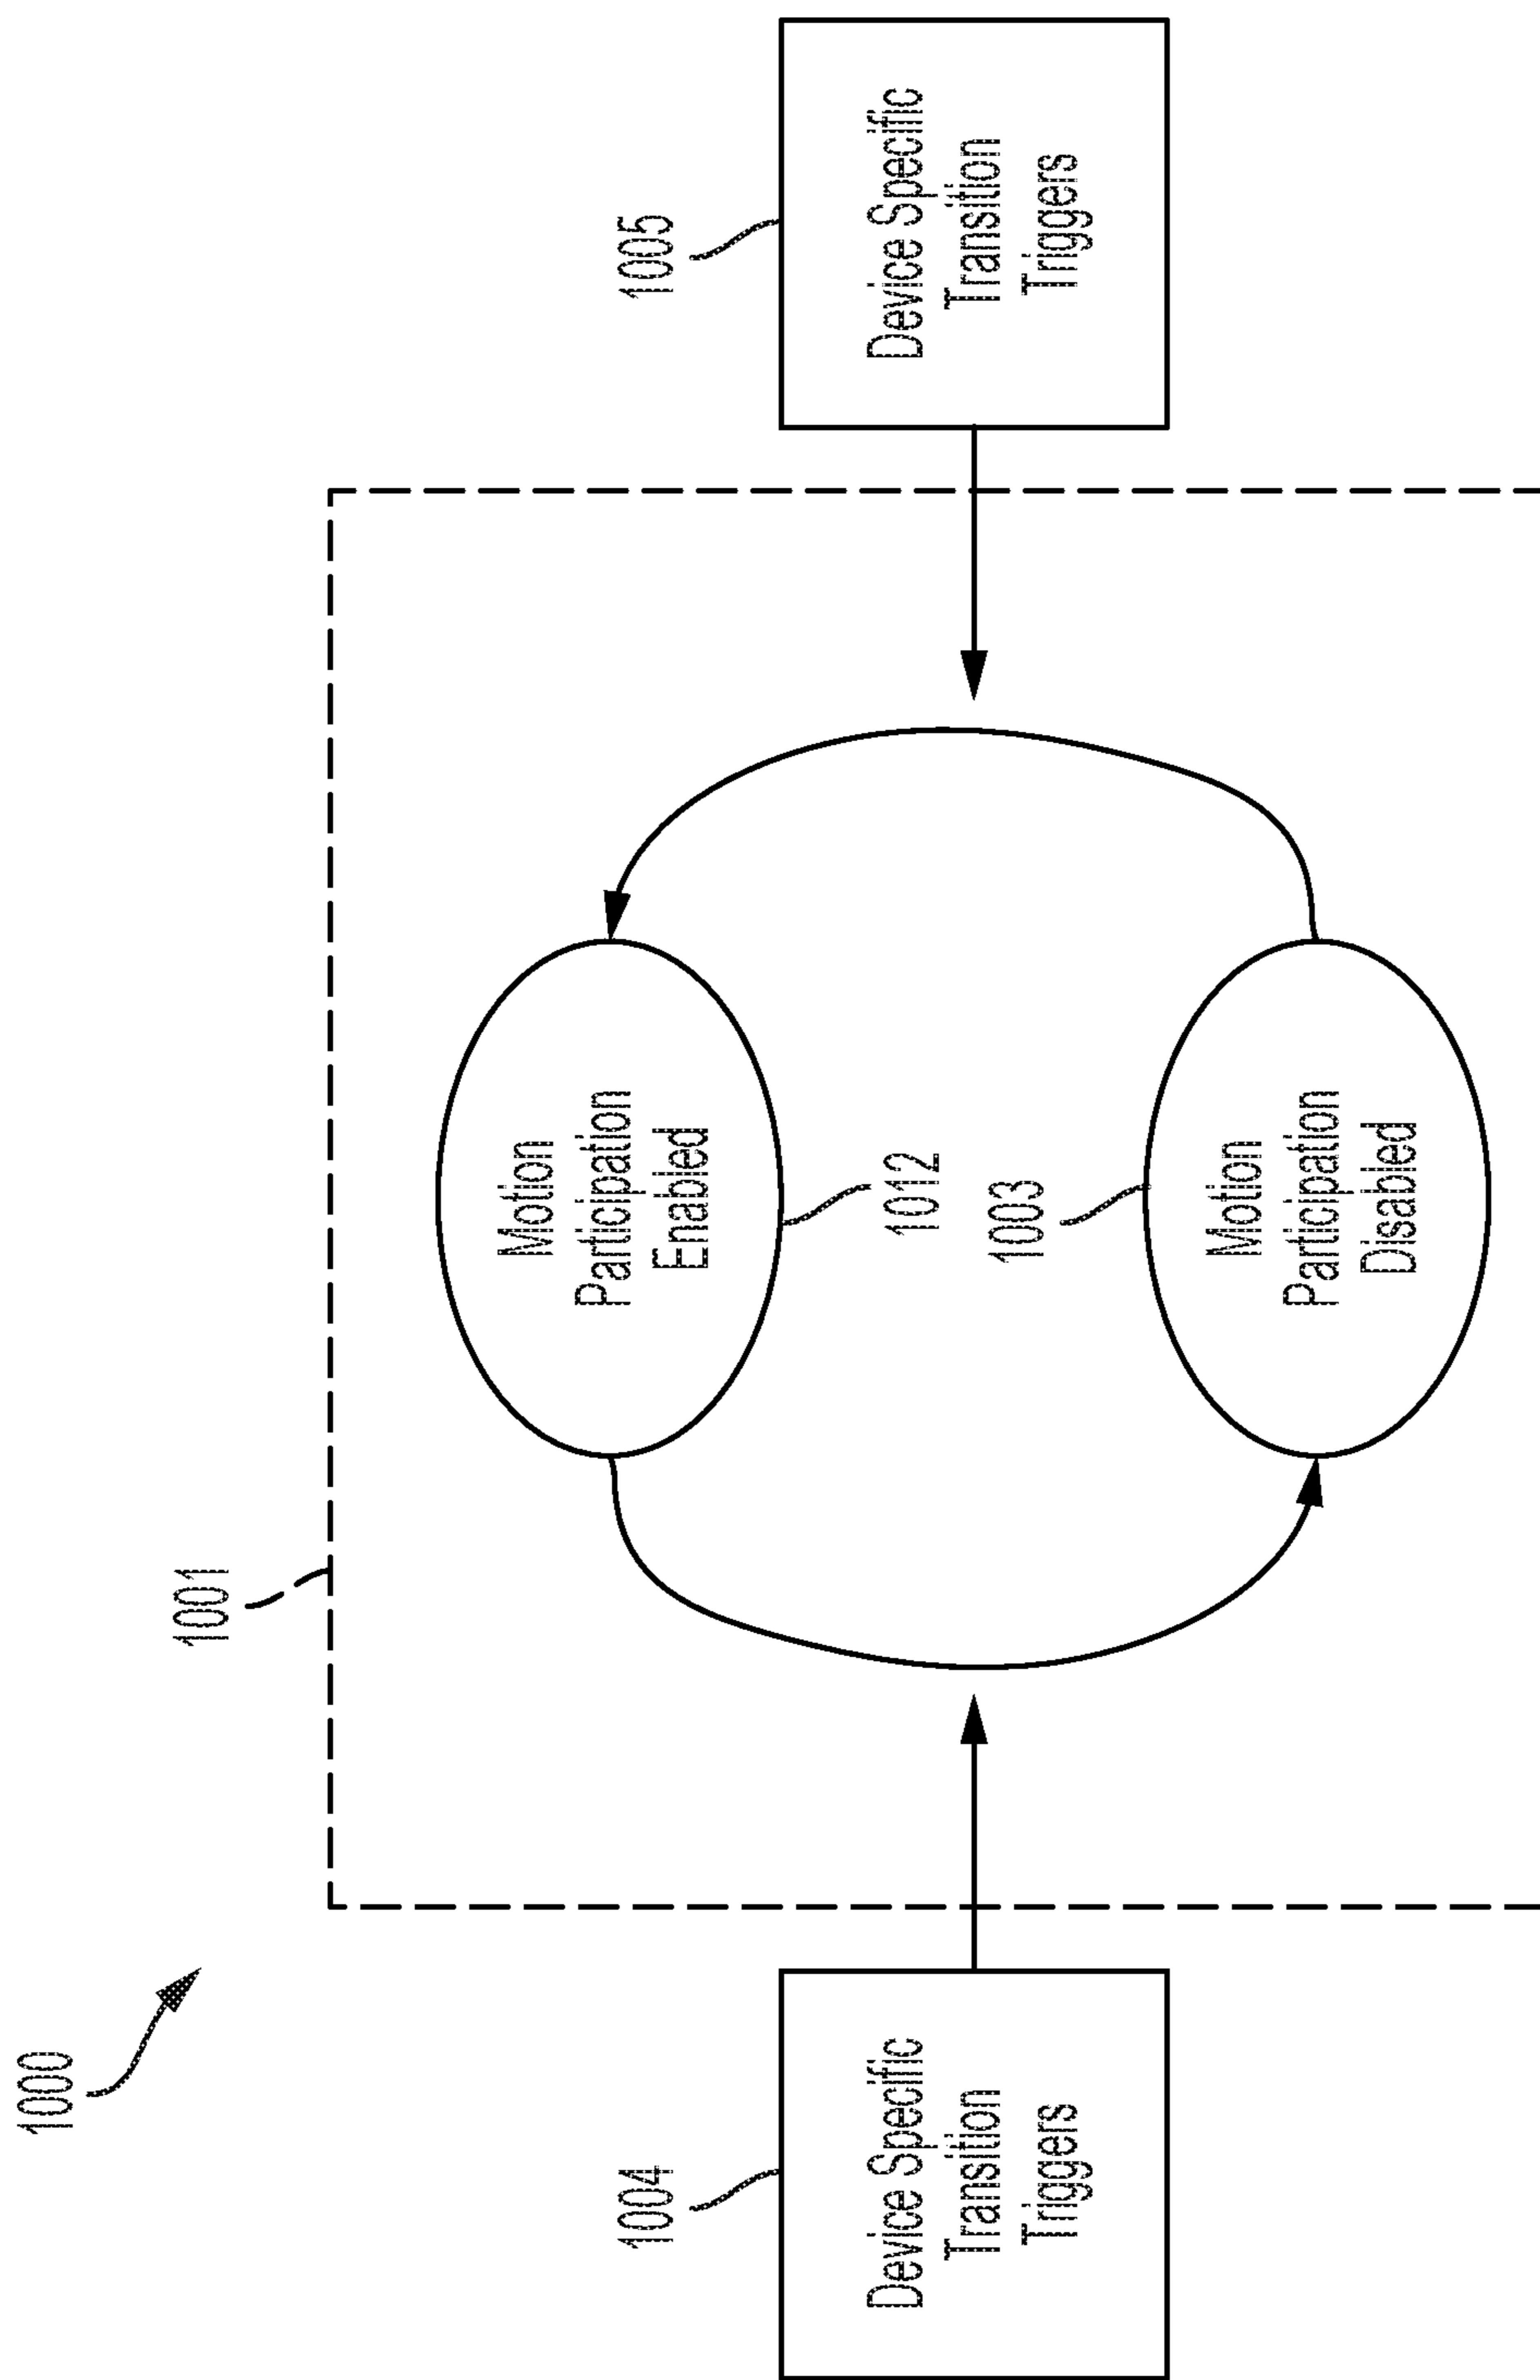 1000
1001
1004
Device Specific
Transition
Triggers
Motion
Participation
Enabled
1012
1003
Motion
Participation
Disabled
1005
Device Specific
Transition
Triggers